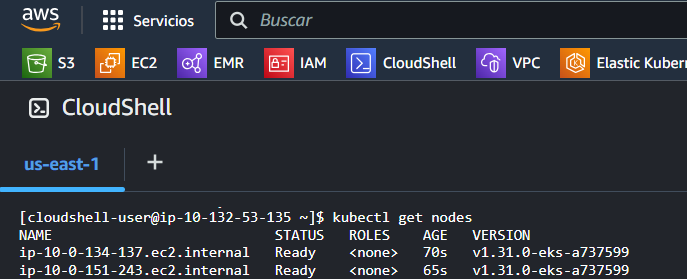 aws Servicios Buscar
S3 EC2 EMR IAM CloudShell VPC Elastic Kubern
CloudShell
us-east-1 +
[cloudshell-user@ip-10-132-53-135 ~]$ kubectl get nodes
NAME STATUS ROLES AGE VERSION
ip-10-0-134-137.ec2.internal Ready <none> 70s v1.31.0-eks-a737599
ip-10-0-151-243.ec2.internal Ready <none> 65s v1.31.0-eks-a737599